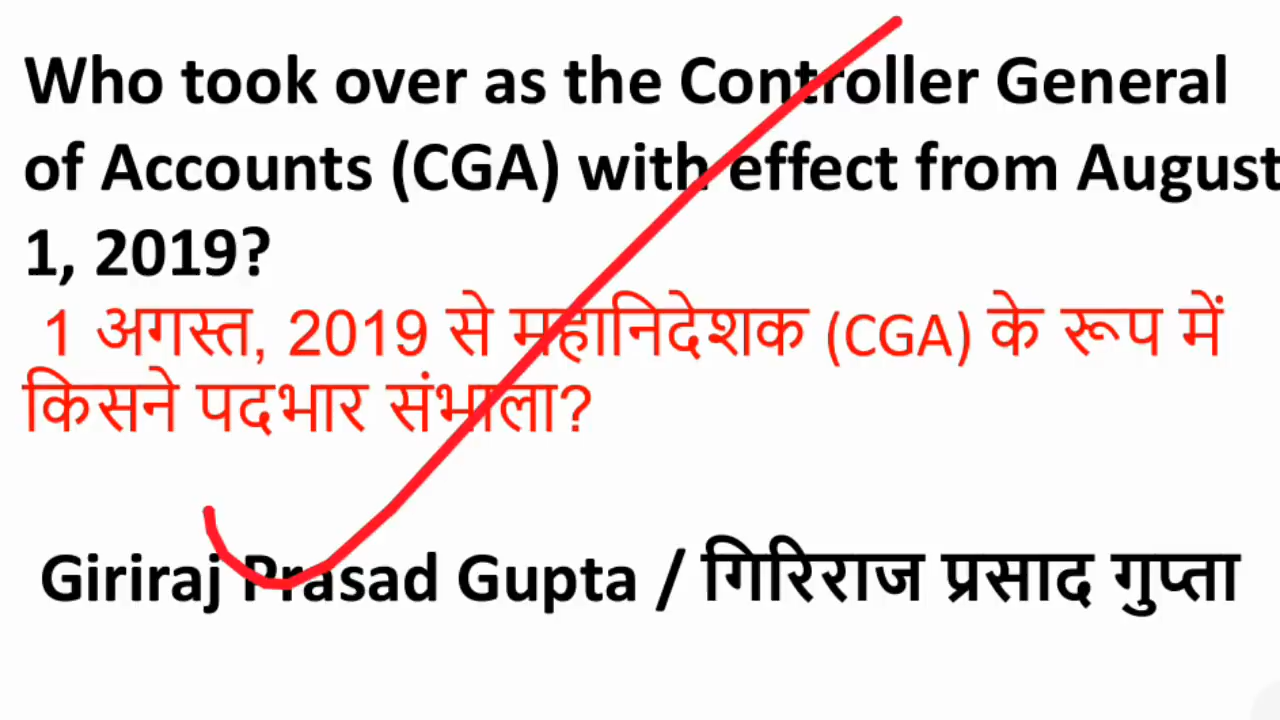 Who took over as the Controller General
of Accounts (CGA) with effect from August
1, 2019?
1 अगस्त, 2019 से महानिदेशक (CGA) के रूप में
किसने पदभार संभाला?
Giriraj Prasad Gupta / गिरिराज प्रसाद गुप्ता